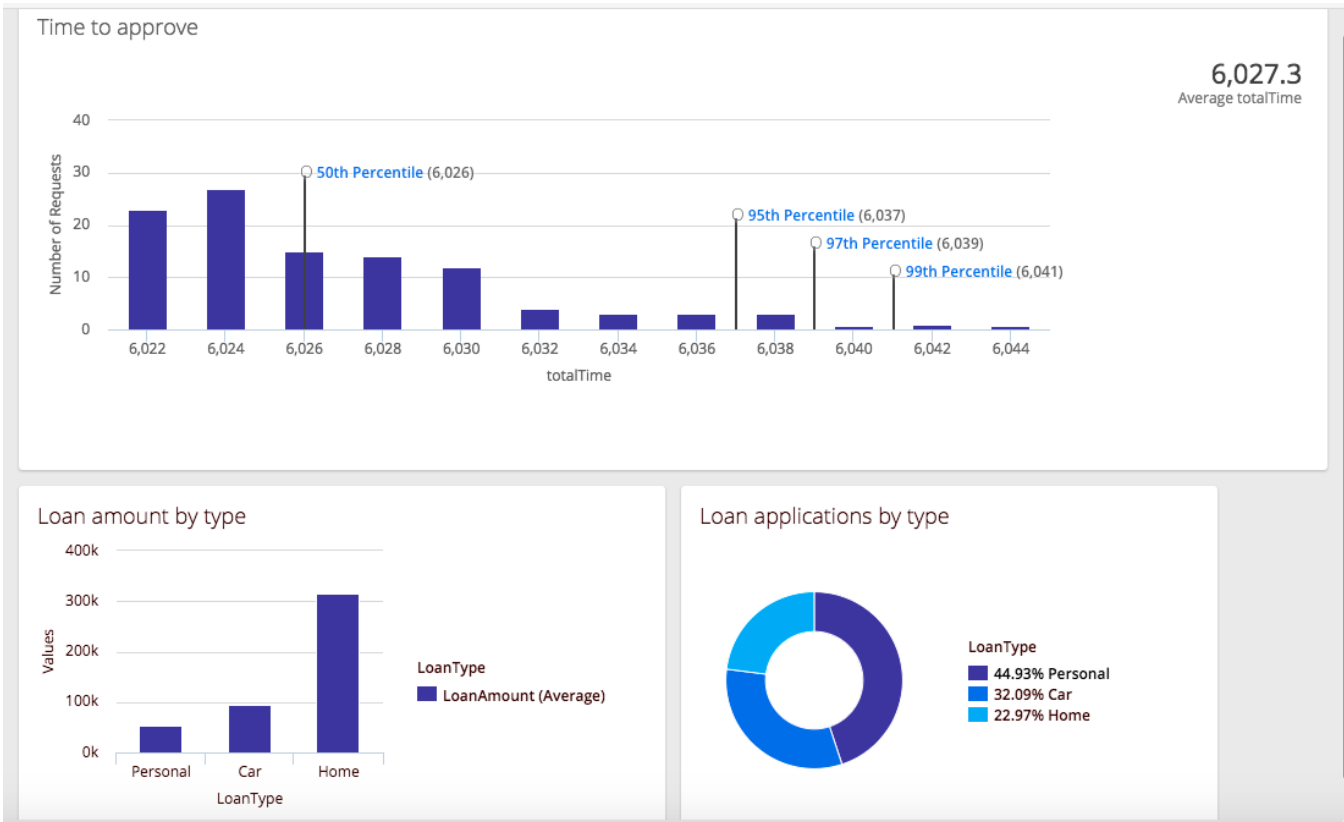 Time to approve
6,027.3
Average totalTime
40
30
20
10
0
Number of Requests
50th Percentile (6,026)
95th Percentile (6,037)
97th Percentile (6,039)
99th Percentile (6,041)
6,022 6,024 6,026 6,028 6,030 6,032 6,034 6,036 6,038 6,040 6,042 6,044
totalTime
Loan amount by type
400k
300k
200k
100k
0k
Values
Personal Car Home
LoanType
LoanType
LoanAmount (Average)
Loan applications by type
LoanType
44.93% Personal
32.09% Car
22.97% Home